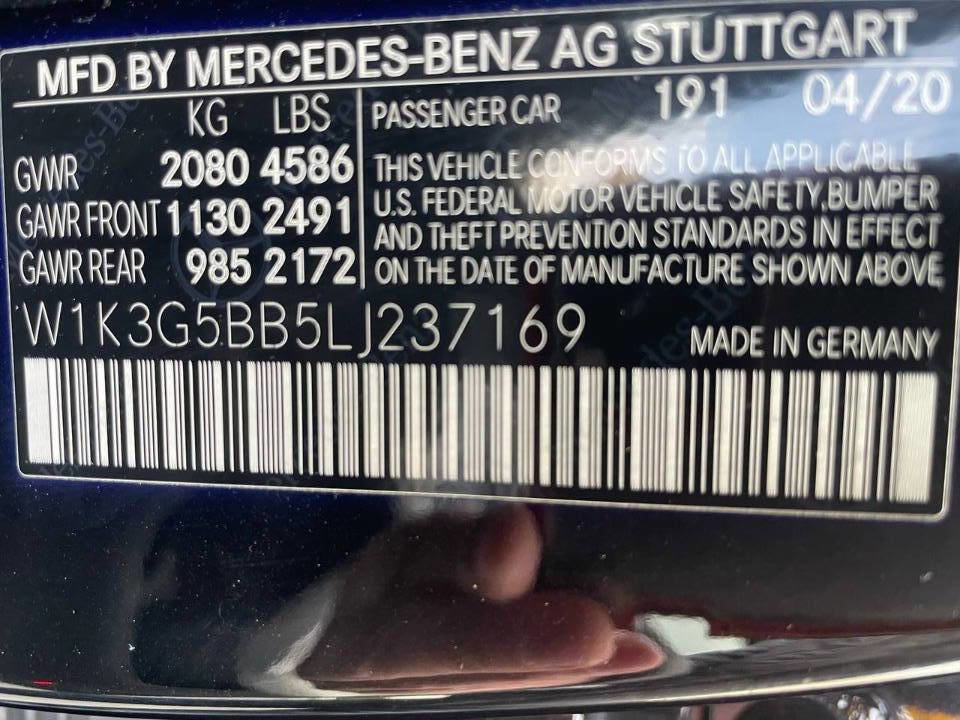 MFD BY MERCEDES-BENZ AG STUTTGART
KG LBS
GVWR 2080 4586
GAWR FRONT 1130 2491
GAWR REAR 985 2172
PASSENGER CAR 191 04/20
THIS VEHICLE CONFORMS TO ALL APPLICABLE
U.S. FEDERAL MOTOR VEHICLE SAFETY, BUMPER
AND THEFT PREVENTION STANDARDS IN EFFECT
ON THE DATE OF MANUFACTURE SHOWN ABOVE
W1K3G5BB5LJ237169
MADE IN GERMANY